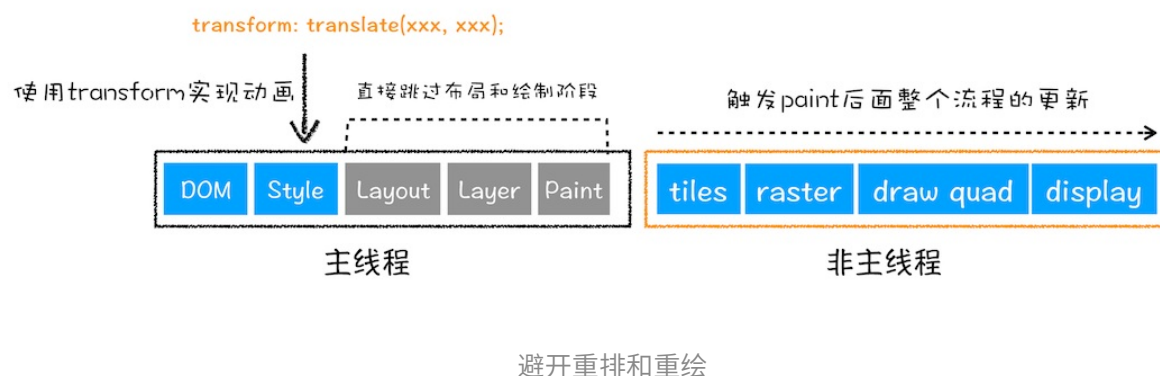 transform: translate(xxx, xxx);
使用transform实现动画
直接跳过布局和绘制阶段
触发paint后面整个流程的更新
DOM Style Layout Layer Paint tiles raster draw quad display
主线程
非主线程
避开重排和重绘